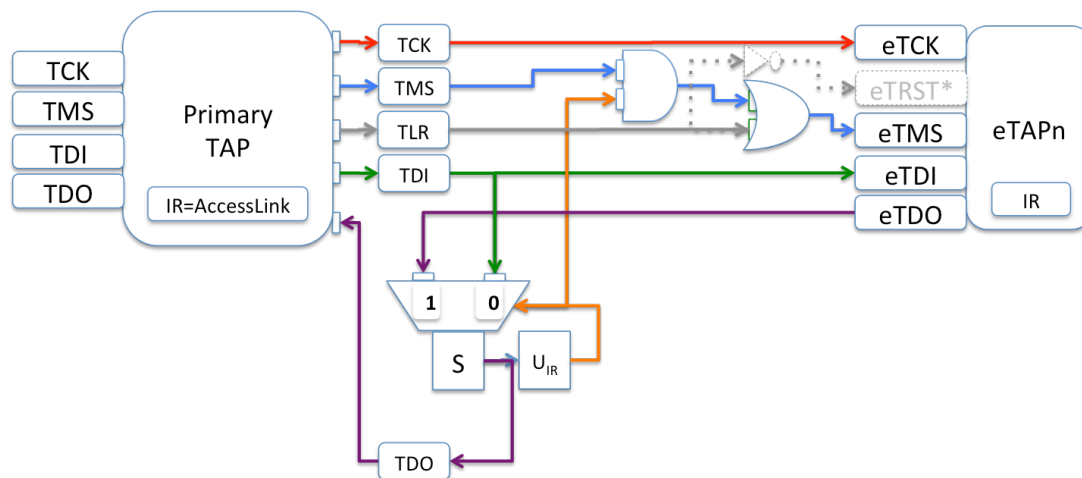 TCK
TMS
TDI
TDO
Primary
TAP
IR=AccessLink
TCK
TMS
TLR
TDI
eTCK
eTRST*
eTMS
eTDI
eTDO
eTAPn
IR
1
0
S
UIR
TDO